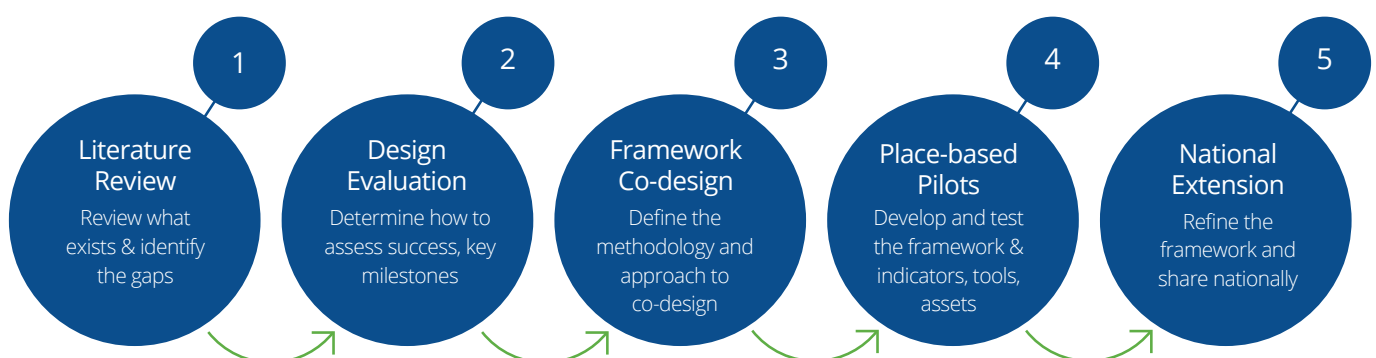 1
Literature
Review
Review what
exists & identify
the gaps
2
Design
Evaluation
Determine how to
assess success, key
milestones
3
Framework
Co-design
Define the
methodology and
approach to
co-design
4
Place-based
Pilots
Develop and test
the framework &
indicators, tools,
assets
5
National
Extension
Refine the
framework and
share nationally